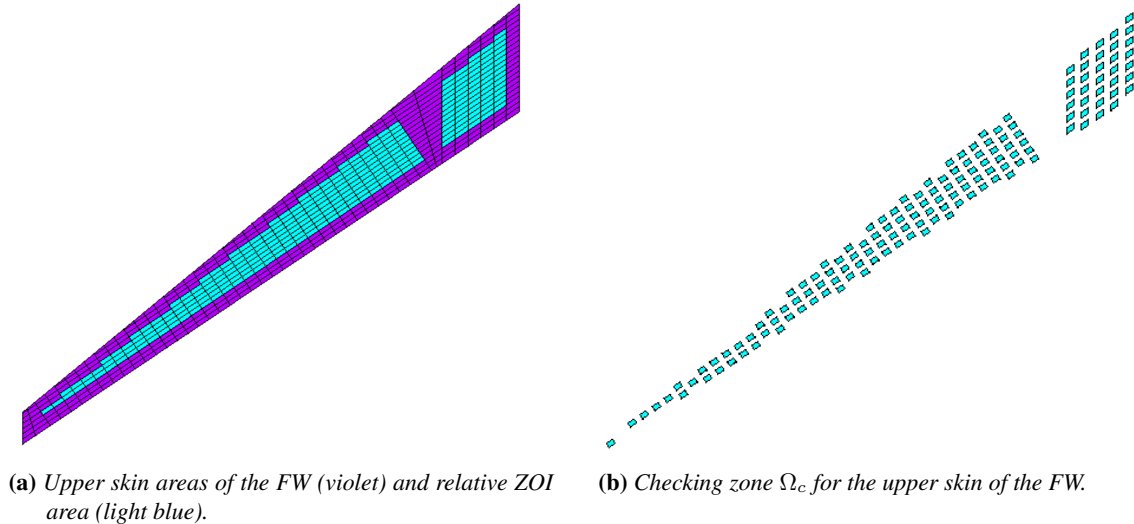 (a) Upper skin areas of the FW (violet) and relative ZOI
area (light blue).
(b) Checking zone Ω_c for the upper skin of the FW.